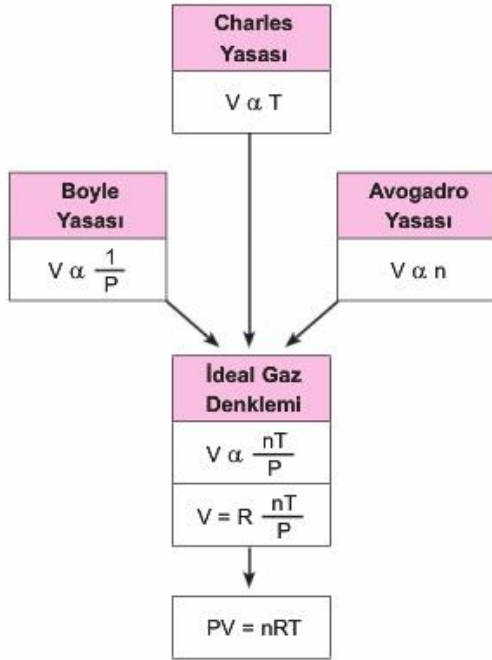 Charles
Yasası
V α T
Boyle
Yasası
V α 1/P
Avogadro
Yasası
V α n
İdeal Gaz
Denklemi
V α nT/P
V = R nT/P
PV = nRT